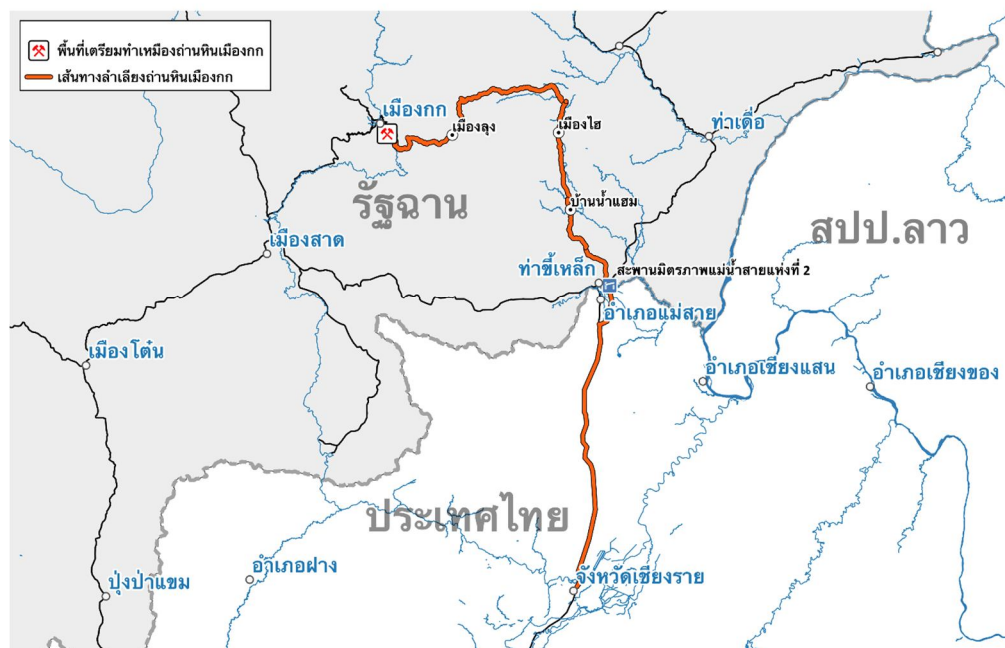 พื้นที่เตรียมทำเหมืองถ่านหินเมืองกก
เส้นทางลำเลียงถ่านหินเมืองกก
เมืองกก
เมืองลุง
เมืองไฮ
ท่าเดื่อ
รัฐฉาน
บ้านน้ำแฮม
สปป.ลาว
เมืองสาด
ท่าขี้เหล็ก
สะพานมิตรภาพแม่น้ำสายแห่งที่ 2
อำเภอแม่สาย
เมืองโต๋น
อำเภอเชียงแสน
อำเภอเชียงของ
ประเทศไทย
อำเภอฝาง
ปุ่งป่าแขม
จังหวัดเชียงราย